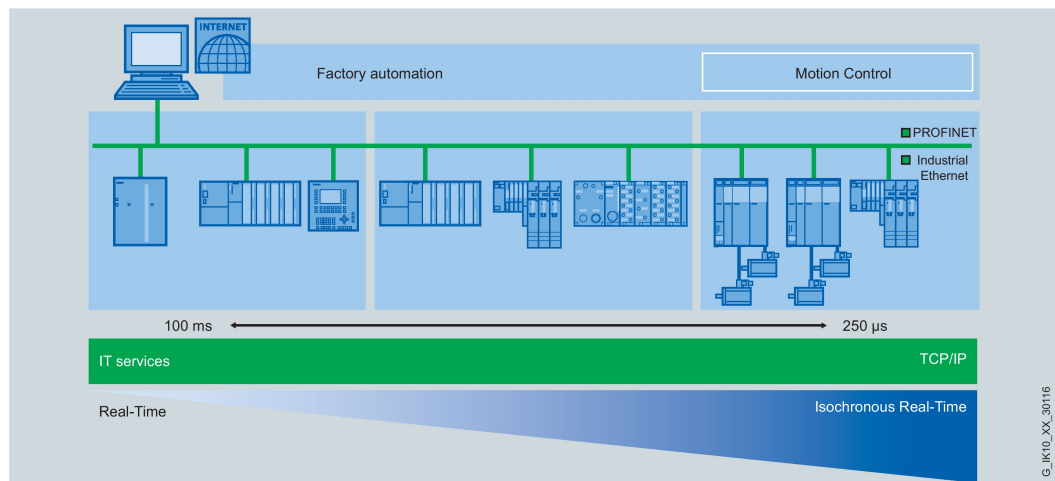 INTERNET
Factory automation
Motion Control
PROFINET
Industrial
Ethernet
100 ms
250 µs
IT services
TCP/IP
Real-Time
Isochronous Real-Time
G_IK10_XX_30116